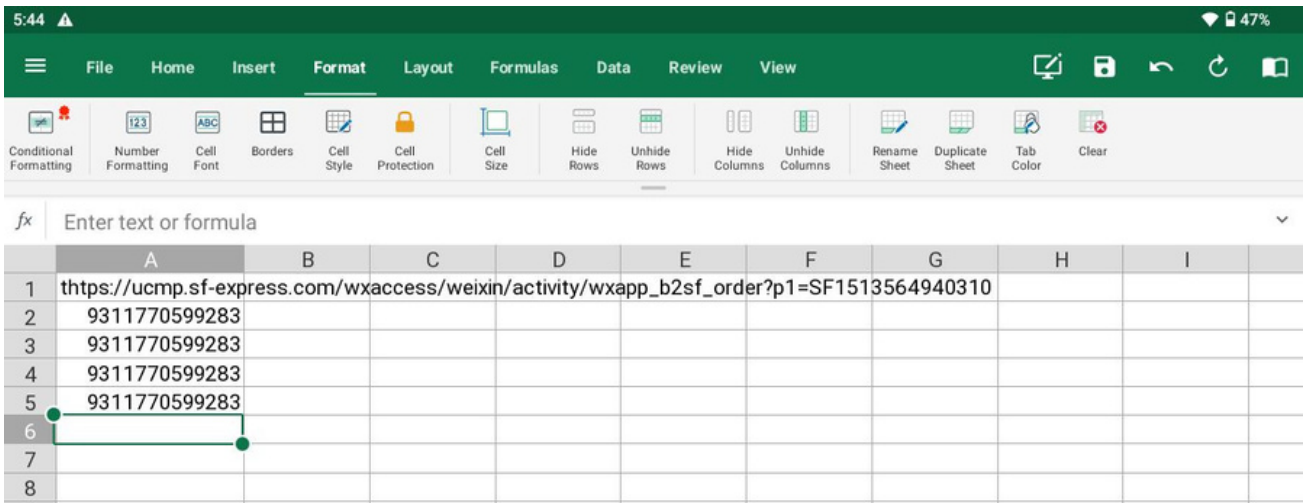 5:44 47%
File Home Insert Format Layout Formulas Data Review View
123 ABC
Conditional Formatting Number Formatting Cell Font Borders Cell Style Cell Protection Cell Size Hide Rows Unhide Rows Hide Columns Unhide Columns Rename Sheet Duplicate Sheet Tab Color Clear
fx Enter text or formula
A B C D E F G H I
1 thtps://ucmp.sf-express.com/wxaccess/weixin/activity/wxapp_b2sf_order?p1=SF1513564940310
2 9311770599283
3 9311770599283
4 9311770599283
5 9311770599283
6
7
8